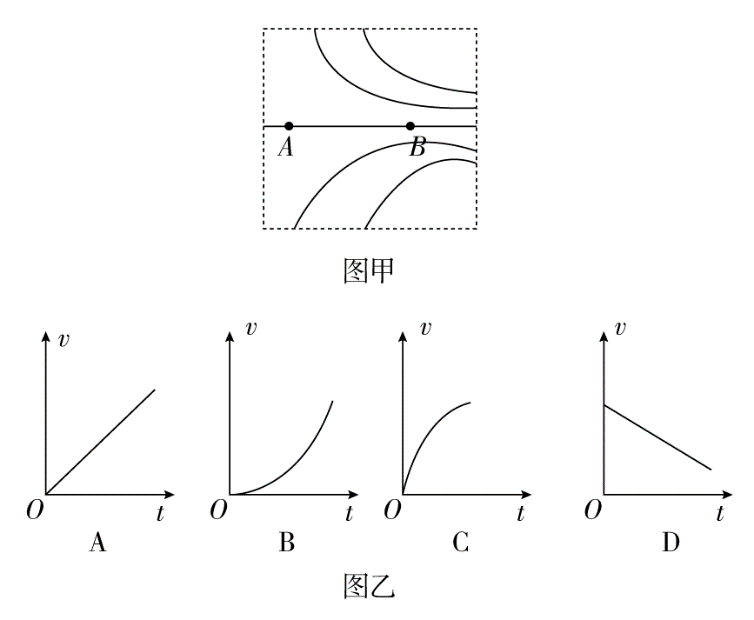 A B
图甲
v v v v
O t O t O t O t
A B C D
图乙